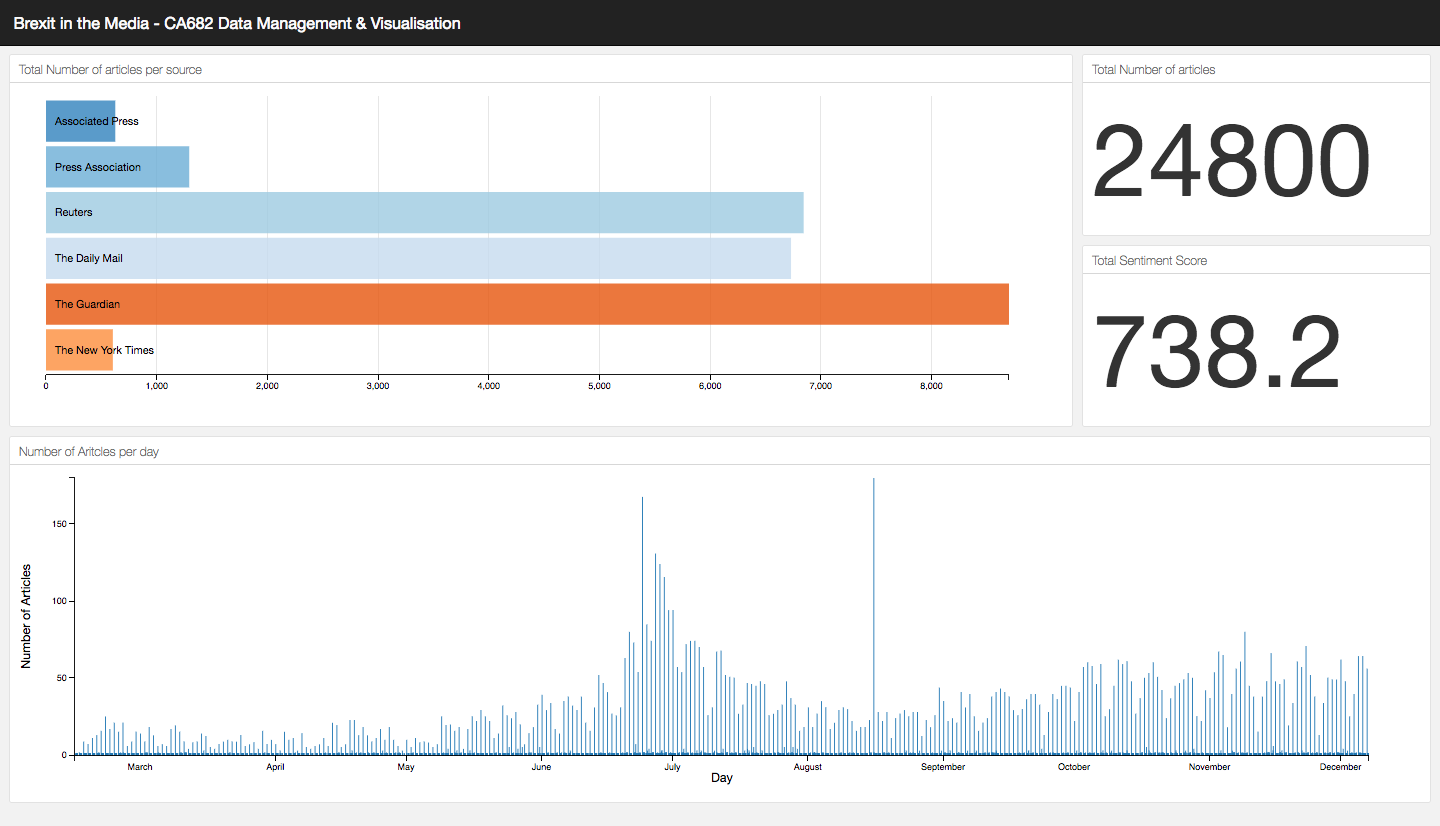 Brexit in the Media - CA682 Data Management & Visualisation
Total Number of articles per source
Associated Press
Press Association
Reuters
The Daily Mail
The Guardian
The New York Times
0 1,000 2,000 3,000 4,000 5,000 6,000 7,000 8,000
Total Number of articles
24800
Total Sentiment Score
738.2
Number of Aritcles per day
Number of Articles
150
100
50
0
March April May June July August September October November December
Day